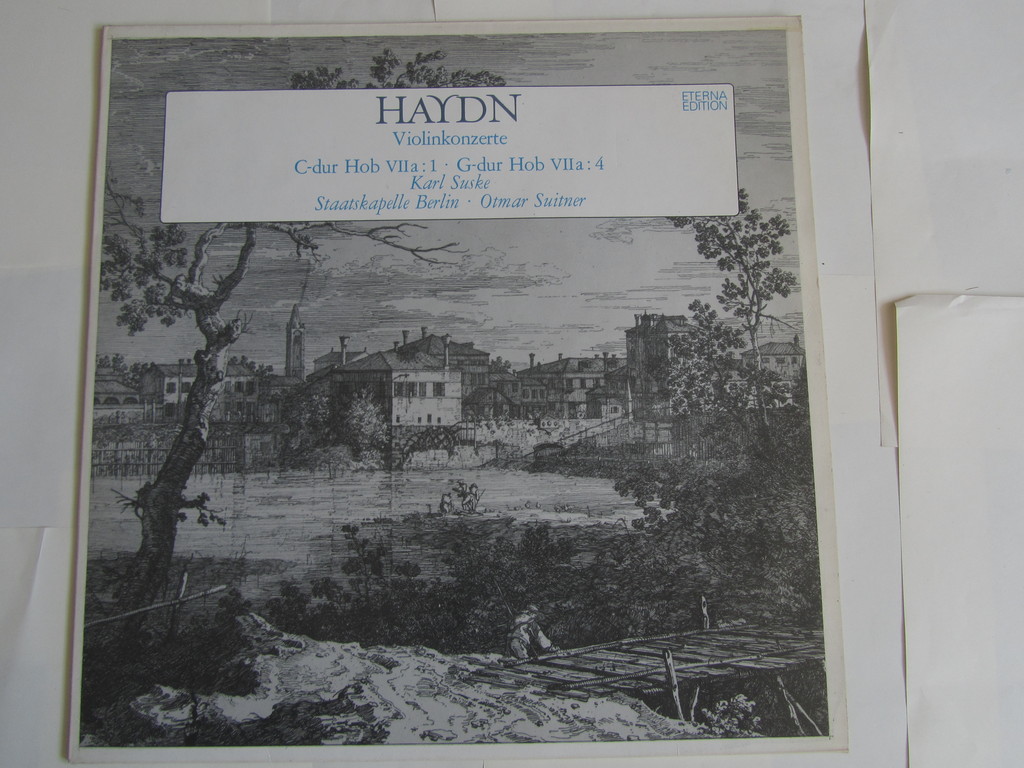 HAYDN
Violinkonzerte
C-dur Hob VIIa:1 · G-dur Hob VIIa:4
Karl Suske
Staatskapelle Berlin · Otmar Suitner
ETERNA
EDITION